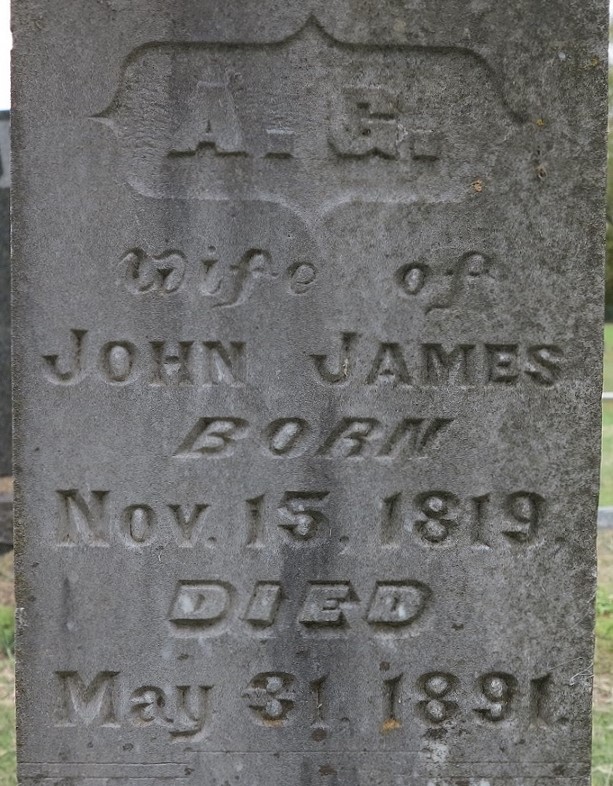 A. G.
Wife of
JOHN JAMES
BORN
Nov. 15, 1819.
DIED
May 31, 1891.